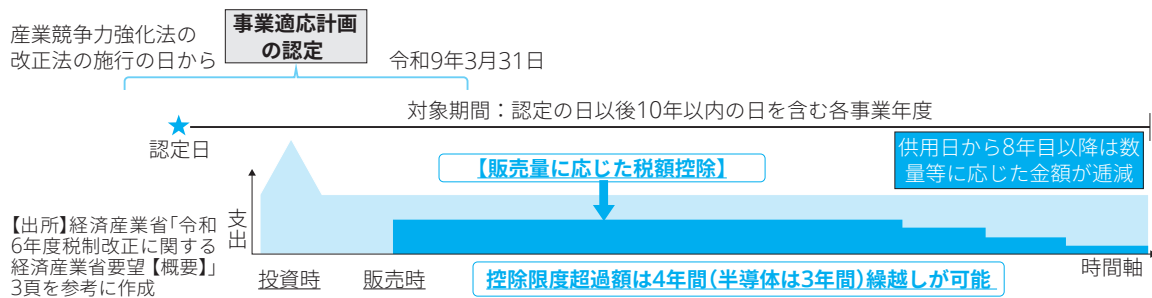 産業競争力強化法の
改正法の施行の日から
事業適応計画
の認定
令和9年3月31日
対象期間：認定の日以後10年以内の日を含む各事業年度
認定日
供用日から8年目以降は数
量等に応じた金額が逓減
【販売量に応じた税額控除】
支出
【出所】経済産業省「令和
6年度税制改正に関する
経済産業省要望【概要】」
3頁を参考に作成
投資時
販売時
控除限度超過額は4年間（半導体は3年間）繰越しが可能
時間軸